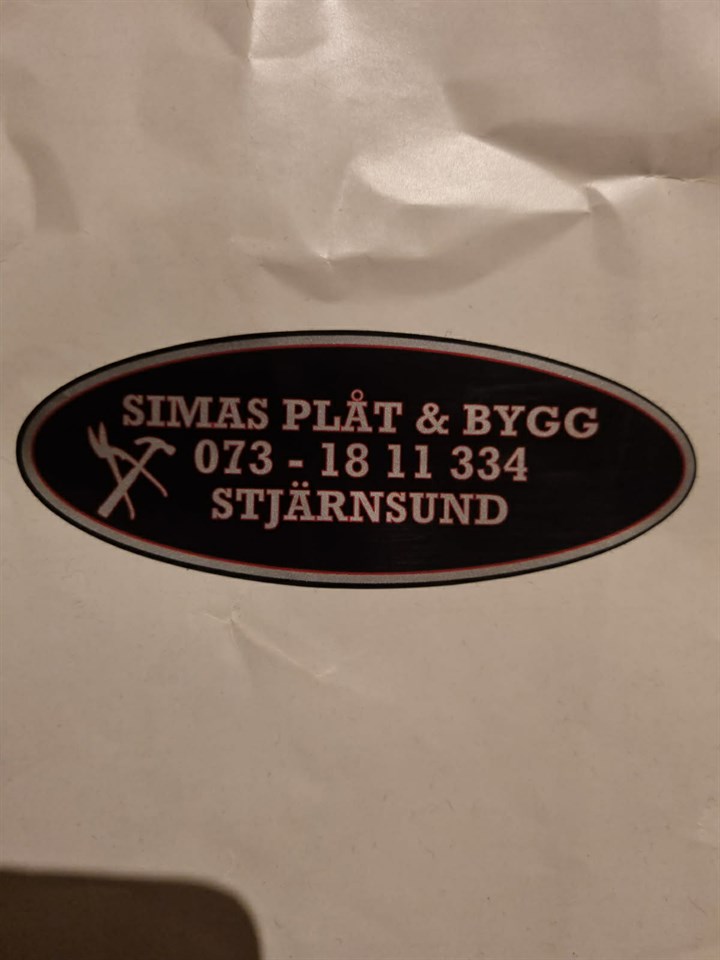 SIMAS PLÅT & BYGG
073 - 18 11 334
STJÄRNSUND